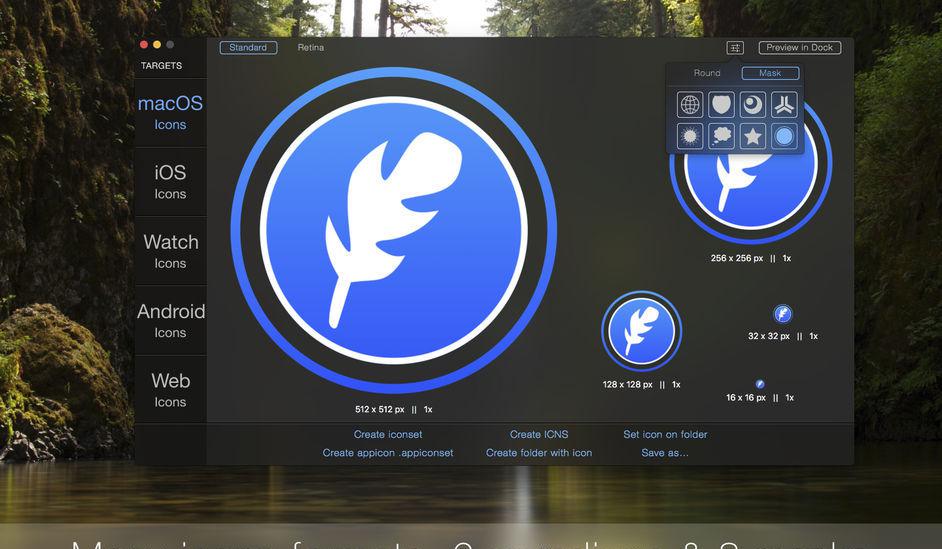 Standard
Retina
Preview in Dock
TARGETS
Round
Mask
macOS
Icons
iOS
Icons
Watch
Icons
Android
Icons
Web
Icons
256 x 256 px || 1x
32 x 32 px || 1x
128 x 128 px || 1x
16 x 16 px || 1x
512 x 512 px || 1x
Create iconset
Create ICNS
Set icon on folder
Create appicon .appiconset
Create folder with icon
Save as...